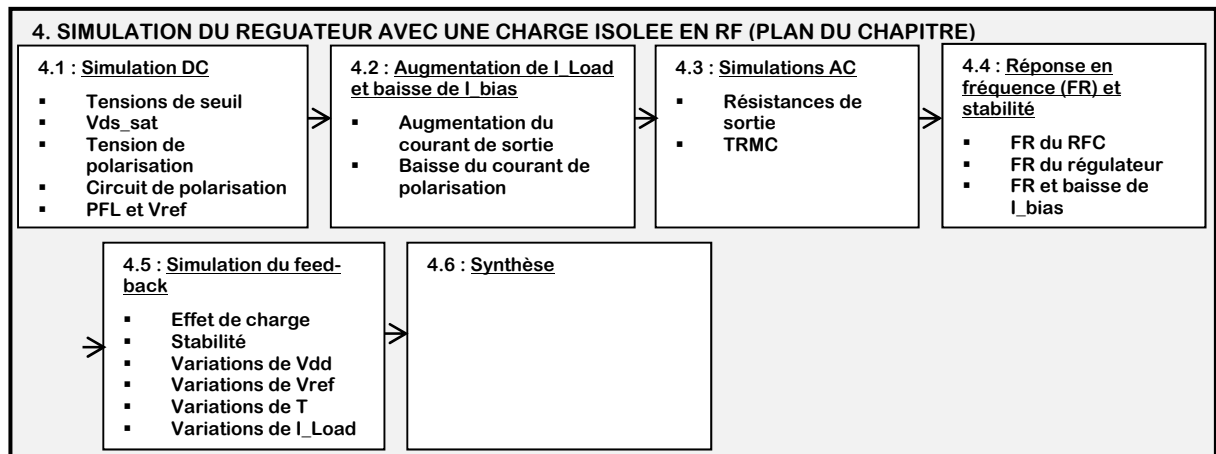 4. SIMULATION DU REGUATEUR AVEC UNE CHARGE ISOLEE EN RF (PLAN DU CHAPITRE)
4.1 : Simulation DC
▪ Tensions de seuil
▪ Vds_sat
▪ Tension de
polarisation
▪ Circuit de polarisation
▪ PFL et Vref
4.2 : Augmentation de I_Load
et baisse de I_bias
▪ Augmentation du
courant de sortie
▪ Baisse du courant de
polarisation
4.3 : Simulations AC
▪ Résistances de
sortie
▪ TRMC
4.4 : Réponse en
fréquence (FR) et
stabilité
▪ FR du RFC
▪ FR du régulateur
▪ FR et baisse de
I_bias
4.5 : Simulation du feed-
back
▪ Effet de charge
▪ Stabilité
▪ Variations de Vdd
▪ Variations de Vref
▪ Variations de T
▪ Variations de I_Load
4.6 : Synthèse